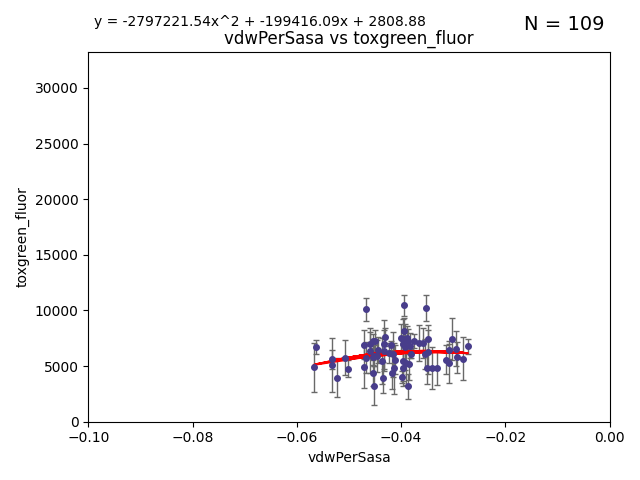 y = -2797221.54x^2 + -199416.09x + 2808.88
N = 109
vdwPerSasa vs toxgreen_fluor
30000
25000
20000
15000
10000
5000
0
toxgreen_fluor
−0.10 −0.08 −0.06 −0.04 −0.02 0.00
vdwPerSasa